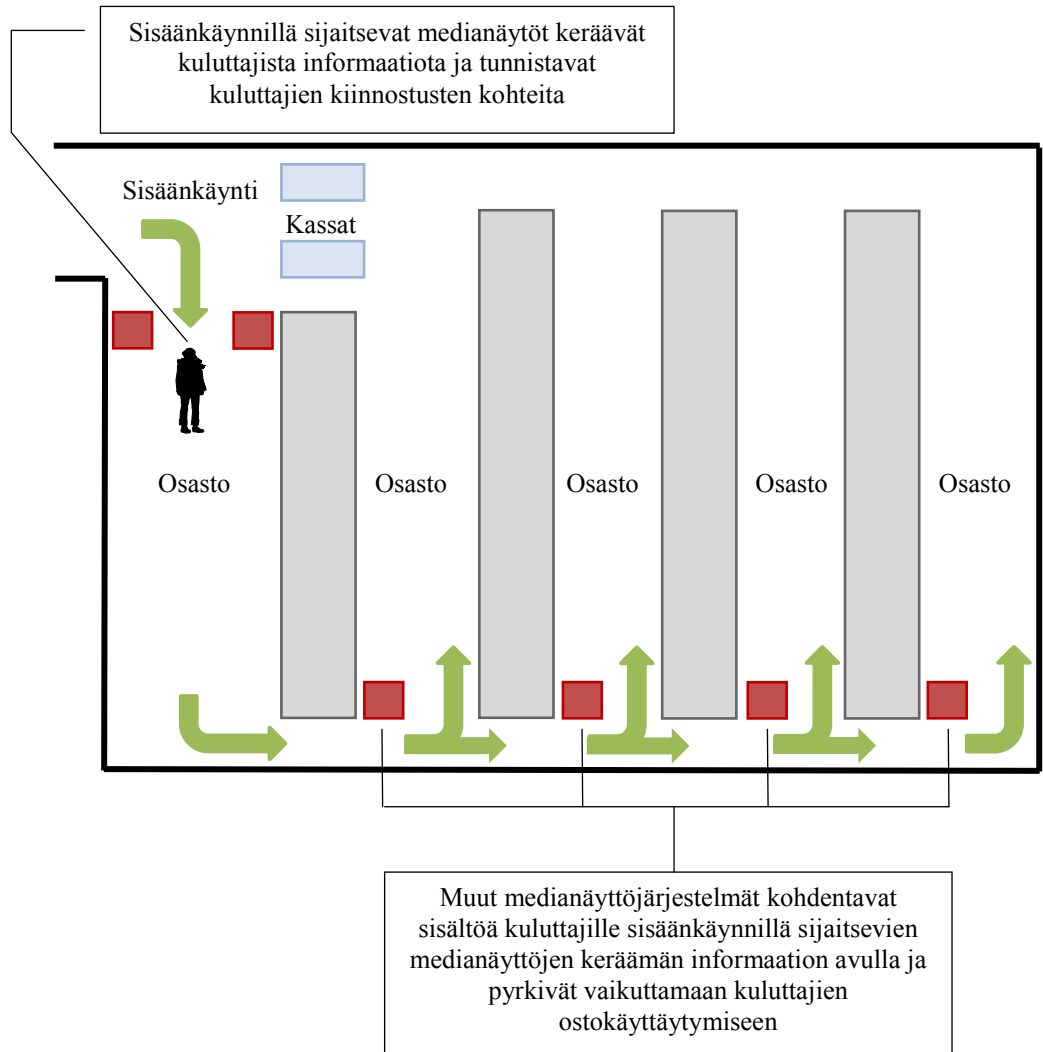 Sisäänkäynnillä sijaitsevat medianäytöt keräävät
kuluttajista informaatiota ja tunnistavat
kuluttajien kiinnostusten kohteita
Sisäänkäynti
Kassat
Osasto
Osasto
Osasto
Osasto
Osasto
Muut medianäyttöjärjestelmät kohdentavat
sisältöä kuluttajille sisäänkäynnillä sijaitsevien
medianäyttöjen keräämän informaation avulla ja
pyrkivät vaikuttamaan kuluttajien
ostokäyttäytymiseen